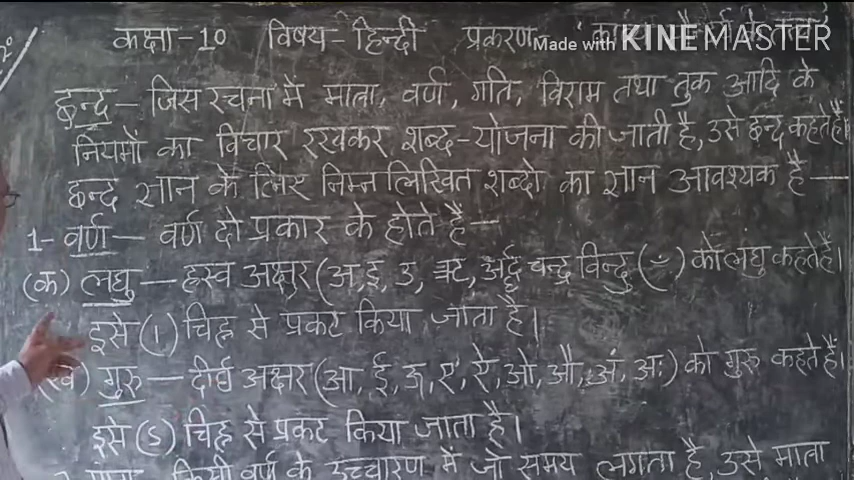 कक्षा-10 विषय-हिन्दी प्रकरण-
Made with KINEMASTER
छन्द - जिस रचना में मात्रा, वर्ण, गति, विराम तथा तुक आदि के
नियमों का विचार रखकर शब्द-योजना की जाती है, उसे छन्द कहते हैं।
छन्द ज्ञान के लिए निम्नलिखित शब्दों का ज्ञान आवश्यक है —
1- वर्ण — वर्ण दो प्रकार के होते हैं —
(क) लघु — ह्रस्व अक्षर (अ, इ, उ, ऋ, अर्द्ध चन्द्र विन्दु (ँ) को लघु कहते हैं।
इसे (।) चिह्न से प्रकट किया जाता है।
(ख) गुरु — दीर्घ अक्षर (आ, ई, ऊ, ए, ऐ, ओ, औ, अं, अः) को गुरु कहते हैं।
इसे (S) चिह्न से प्रकट किया जाता है।
किसी वर्ण के उच्चारण में जो समय लगता है, उसे मात्रा